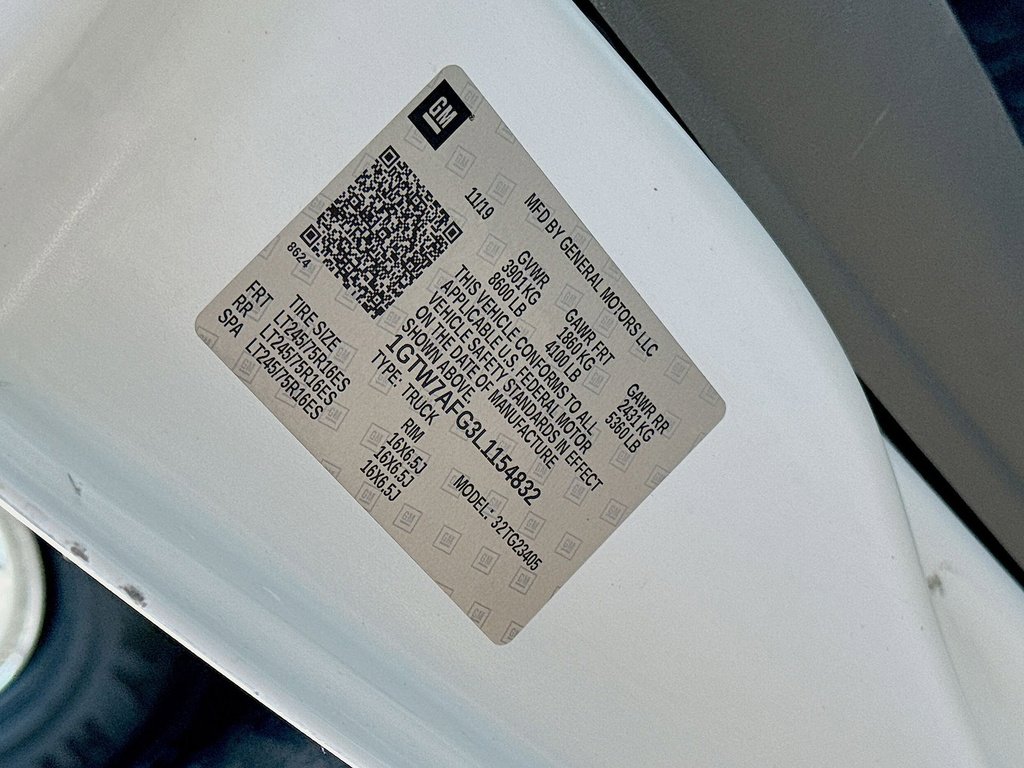 GM
MFD BY GENERAL MOTORS LLC
11/19
GVWR GAWR FRT GAWR RR
3901 KG 1860 KG 2431 KG
8600 LB 4100 LB 5360 LB
THIS VEHICLE CONFORMS TO ALL
APPLICABLE U.S. FEDERAL MOTOR
VEHICLE SAFETY STANDARDS IN EFFECT
ON THE DATE OF MANUFACTURE
SHOWN ABOVE.
1GTW7AFG3L1154832
TYPE: TRUCK MODEL: 32TG23405
8624
TIRE SIZE RIM
FRT LT245/75R16ES 16X6.5J
RR LT245/75R16ES 16X6.5J
SPA LT245/75R16ES 16X6.5J